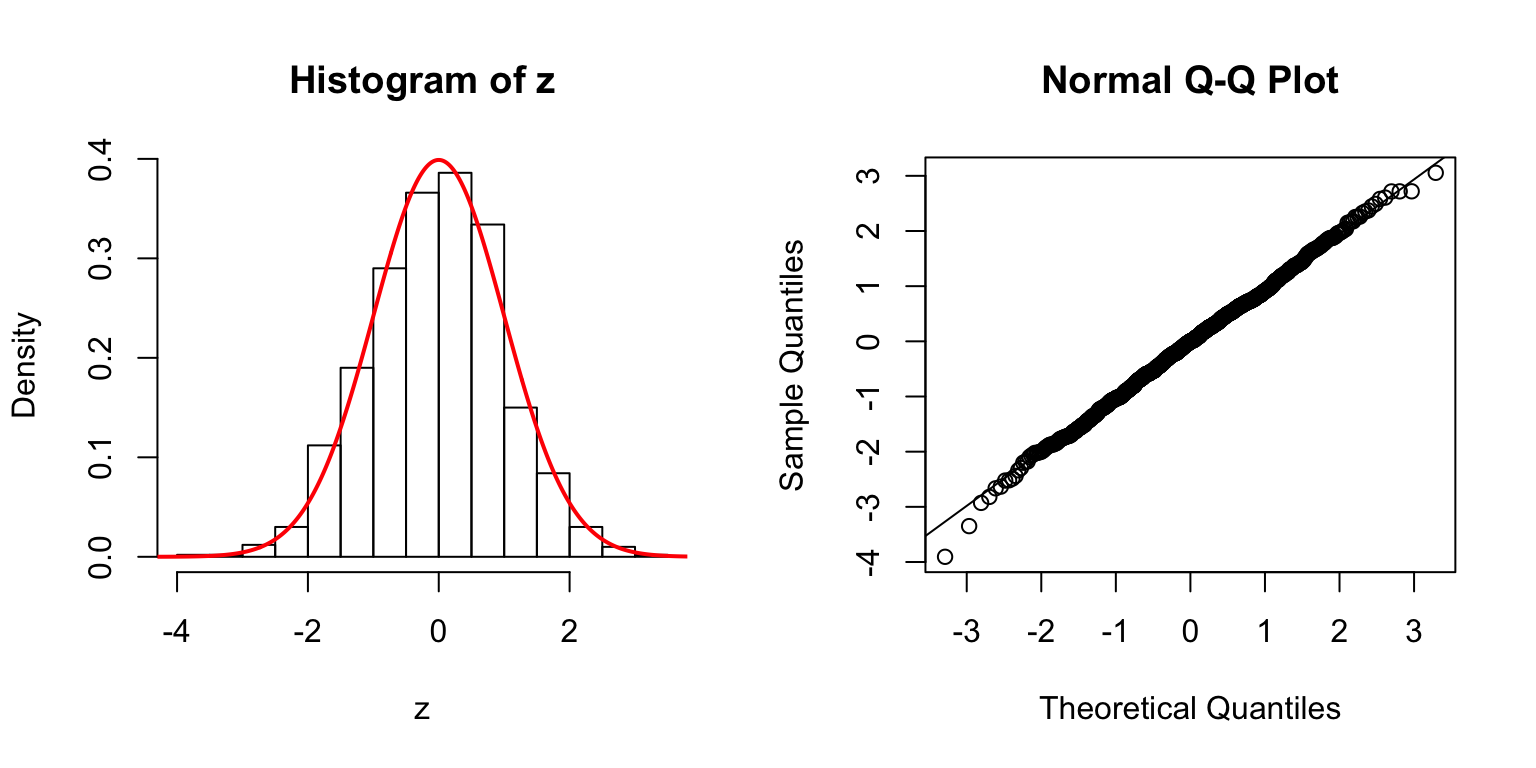 Histogram of z
Density
0.0 0.1 0.2 0.3 0.4
-4 -2 0 2
z
Normal Q-Q Plot
Sample Quantiles
-4 -3 -2 -1 0 1 2 3
-3 -2 -1 0 1 2 3
Theoretical Quantiles